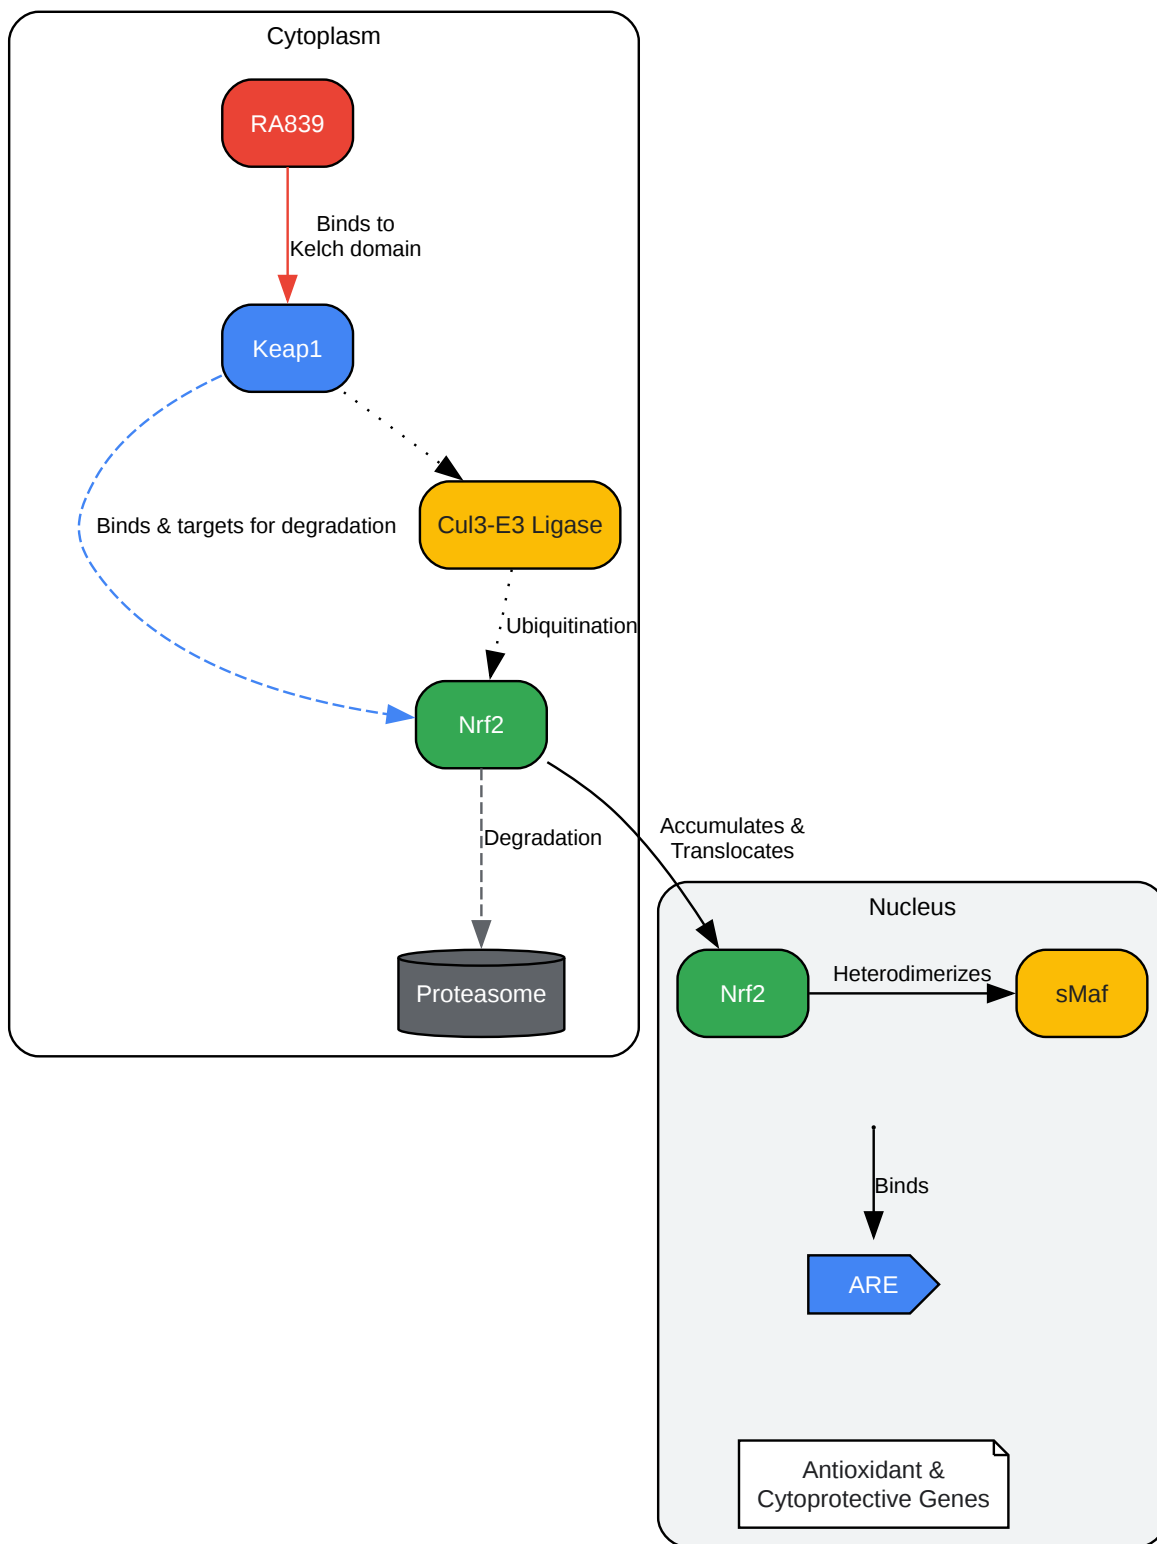 Cytoplasm
RA839
Binds to
Kelch domain
Keap1
Binds & targets for degradation
Cul3-E3 Ligase
Ubiquitination
Nrf2
Degradation
Accumulates &
Translocates
Proteasome
Nucleus
Nrf2
Heterodimerizes
sMaf
Binds
ARE
Antioxidant &
Cytoprotective Genes